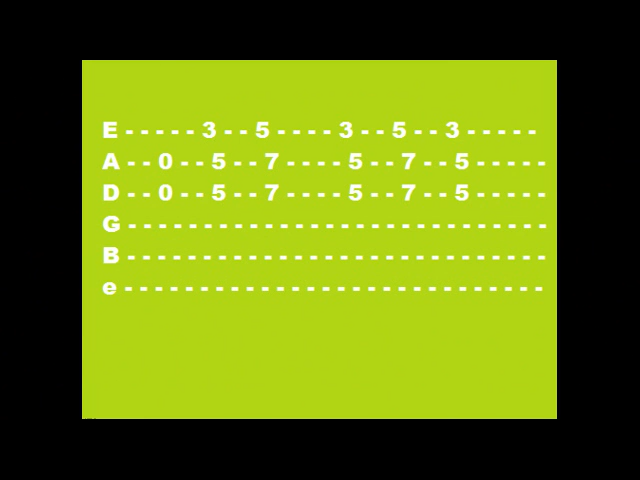 E - - - - - 3 - - 5 - - - - 3 - - 5 - - 3 - - - - -
A - - 0 - - 5 - - 7 - - - - 5 - - 7 - - 5 - - - - -
D - - 0 - - 5 - - 7 - - - - 5 - - 7 - - 5 - - - - -
G - - - - - - - - - - - - - - - - - - - - - - - - - - - -
B - - - - - - - - - - - - - - - - - - - - - - - - - - - -
e - - - - - - - - - - - - - - - - - - - - - - - - - - - -